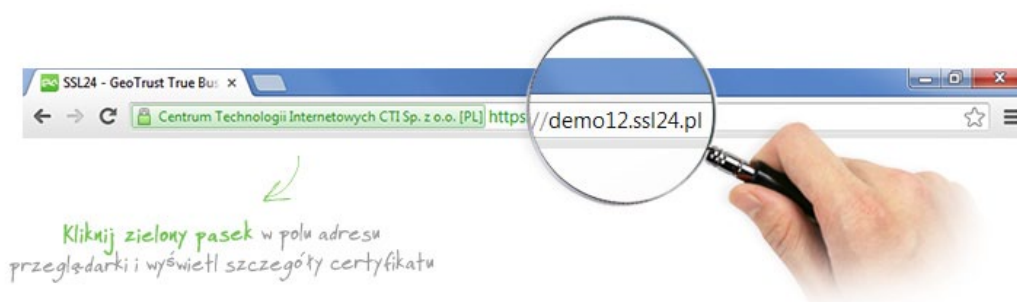 SSL24 - GeoTrust True Bus
Centrum Technologii Internetowych CTI Sp. z o.o. [PL] https://demo12.ssl24.pl
Kliknij zielony pasek w polu adresu
przeglądarki i wyświetl szczegóły certyfikatu